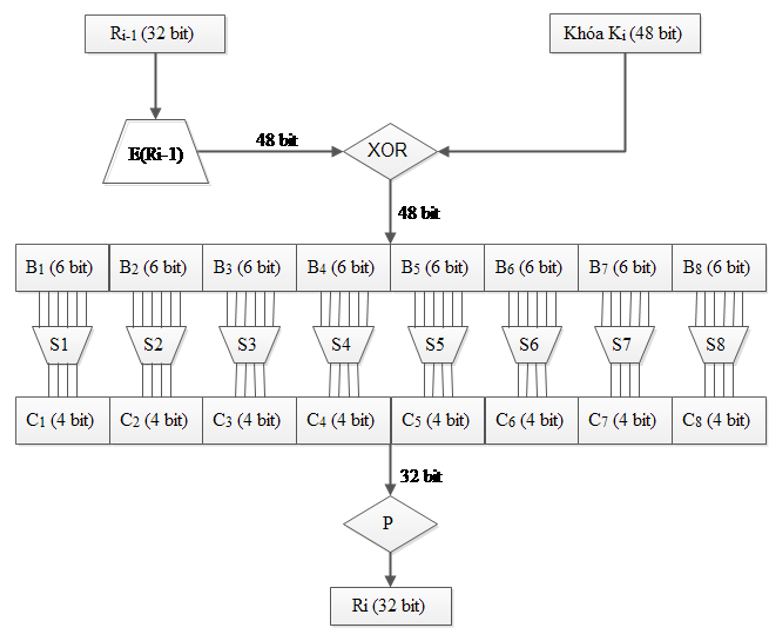 Ri-1 (32 bit)
Khóa Ki (48 bit)
E(Ri-1)
48 bit
XOR
48 bit
B1 (6 bit) B2 (6 bit) B3 (6 bit) B4 (6 bit) B5 (6 bit) B6 (6 bit) B7 (6 bit) B8 (6 bit)
S1 S2 S3 S4 S5 S6 S7 S8
C1 (4 bit) C2 (4 bit) C3 (4 bit) C4 (4 bit) C5 (4 bit) C6 (4 bit) C7 (4 bit) C8 (4 bit)
32 bit
P
Ri (32 bit)